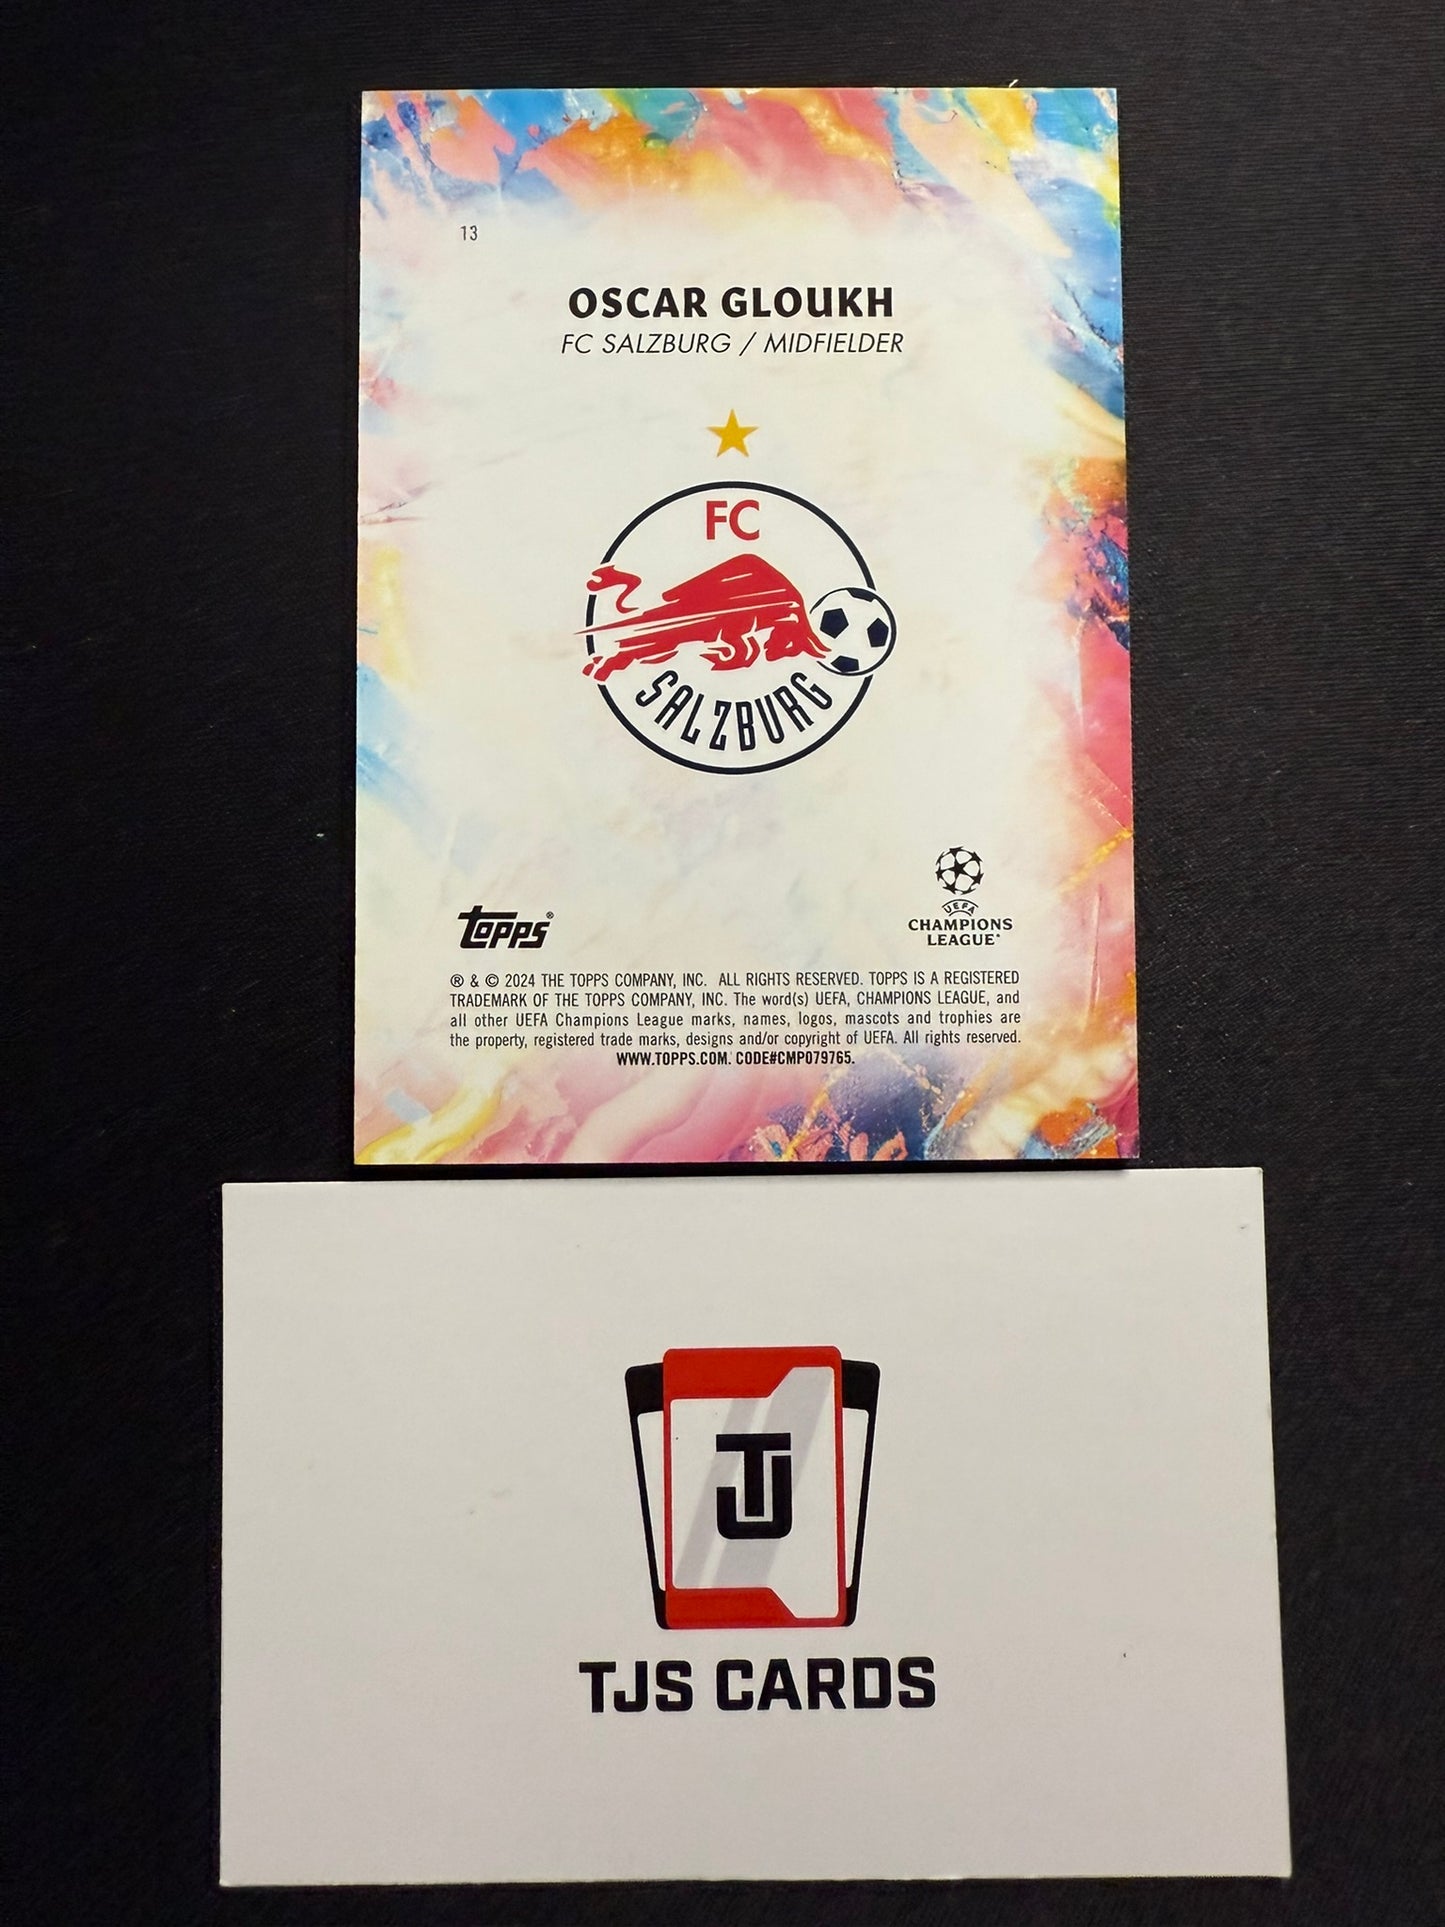 13
OSCAR GLOUKH
FC SALZBURG / MIDFIELDER
FC
SALZBURG
UEFA
CHAMPIONS
LEAGUE®
topps®
® & © 2024 THE TOPPS COMPANY, INC. ALL RIGHTS RESERVED. TOPPS IS A REGISTERED
TRADEMARK OF THE TOPPS COMPANY, INC. The word(s) UEFA, CHAMPIONS LEAGUE, and
all other UEFA Champions League marks, names, logos, mascots and trophies are
the property, registered trade marks, designs and/or copyright of UEFA. All rights reserved.
WWW.TOPPS.COM. CODE#CMP079765.
TJ
TJS CARDS